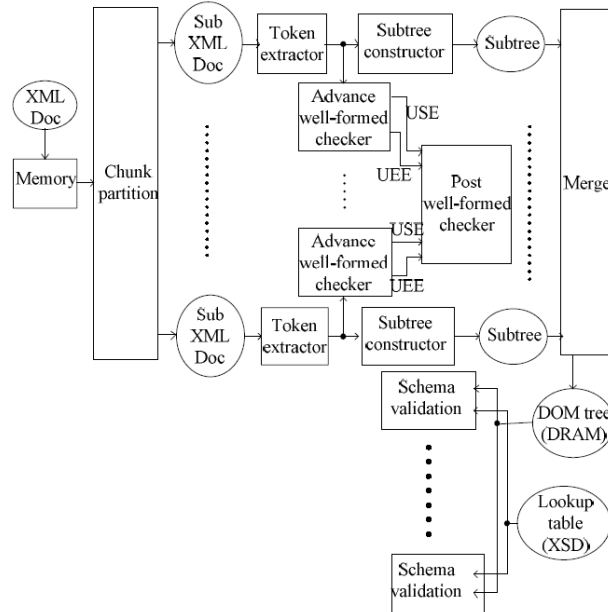 Sub
XML
Doc
Token
extractor
Subtree
constructor
Subtree
XML
Doc
Memory
Chunk
partition
Advance
well-formed
checker
USE
UEE
Post
well-formed
checker
Merge
Advance
well-formed
checker
USE
UEE
Sub
XML
Doc
Token
extractor
Subtree
constructor
Subtree
Schema
validation
DOM tree
(DRAM)
Lookup
table
(XSD)
Schema
validation